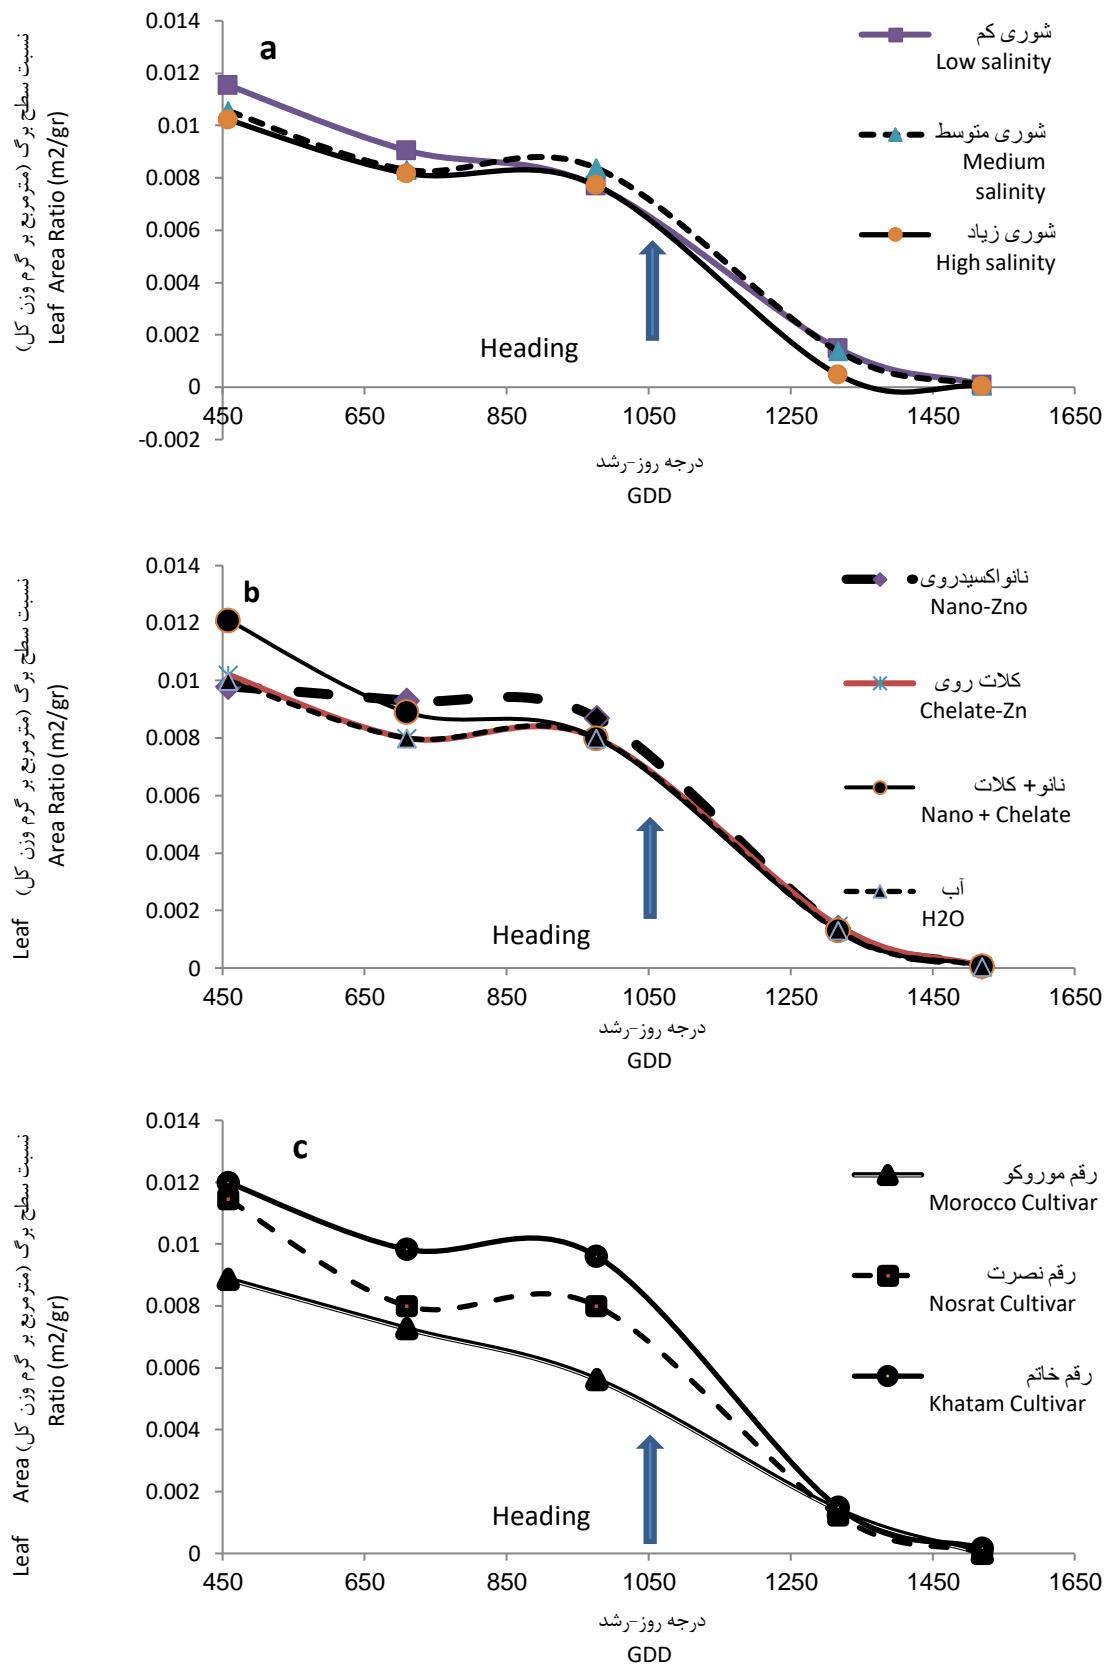 a
نسبت سطح برگ (مترمربع بر گرم وزن کل)
Leaf Area Ratio (m2/gr)
0.014
0.012
0.01
0.008
0.006
0.004
0.002
0
-0.002
450
650
850
1050
1250
1450
1650
Heading
درجه روز-رشد
GDD
شوری کم
Low salinity
شوری متوسط
Medium
salinity
شوری زیاد
High salinity
b
نسبت سطح برگ (مترمربع بر گرم وزن کل) Leaf
Area Ratio (m2/gr)
0.014
0.012
0.01
0.008
0.006
0.004
0.002
0
450
650
850
1050
1250
1450
1650
Heading
درجه روز-رشد
GDD
نانواکسیدروی
Nano-Zno
کلات روی
Chelate-Zn
نانو+ کلات
Nano + Chelate
آب
H2O
c
نسبت سطح برگ (مترمربع بر گرم وزن کل) Leaf Area
Ratio (m2/gr)
0.014
0.012
0.01
0.008
0.006
0.004
0.002
0
450
650
850
1050
1250
1450
1650
Heading
درجه روز-رشد
GDD
رقم موروکو
Morocco Cultivar
رقم نصرت
Nosrat Cultivar
رقم خاتم
Khatam Cultivar